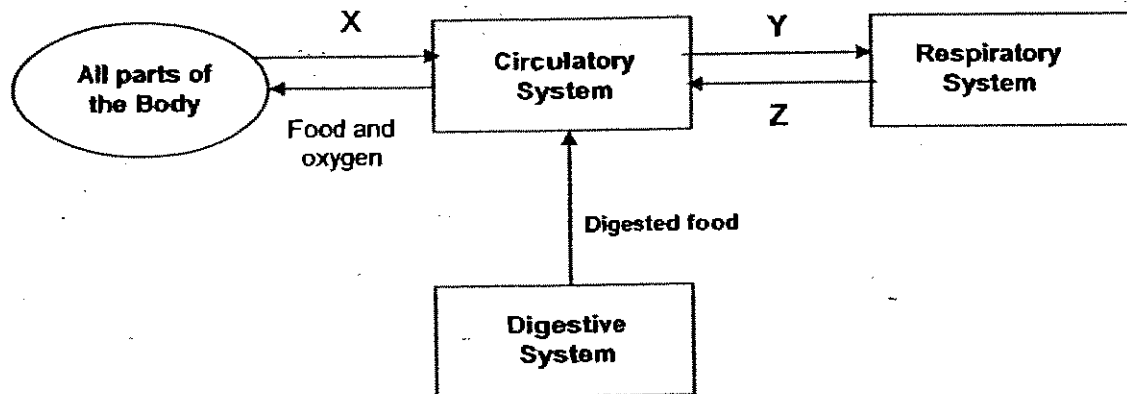 X
All parts of
the Body
Food and
oxygen
Circulatory
System
Y
Z
Respiratory
System
Digested food
Digestive
System